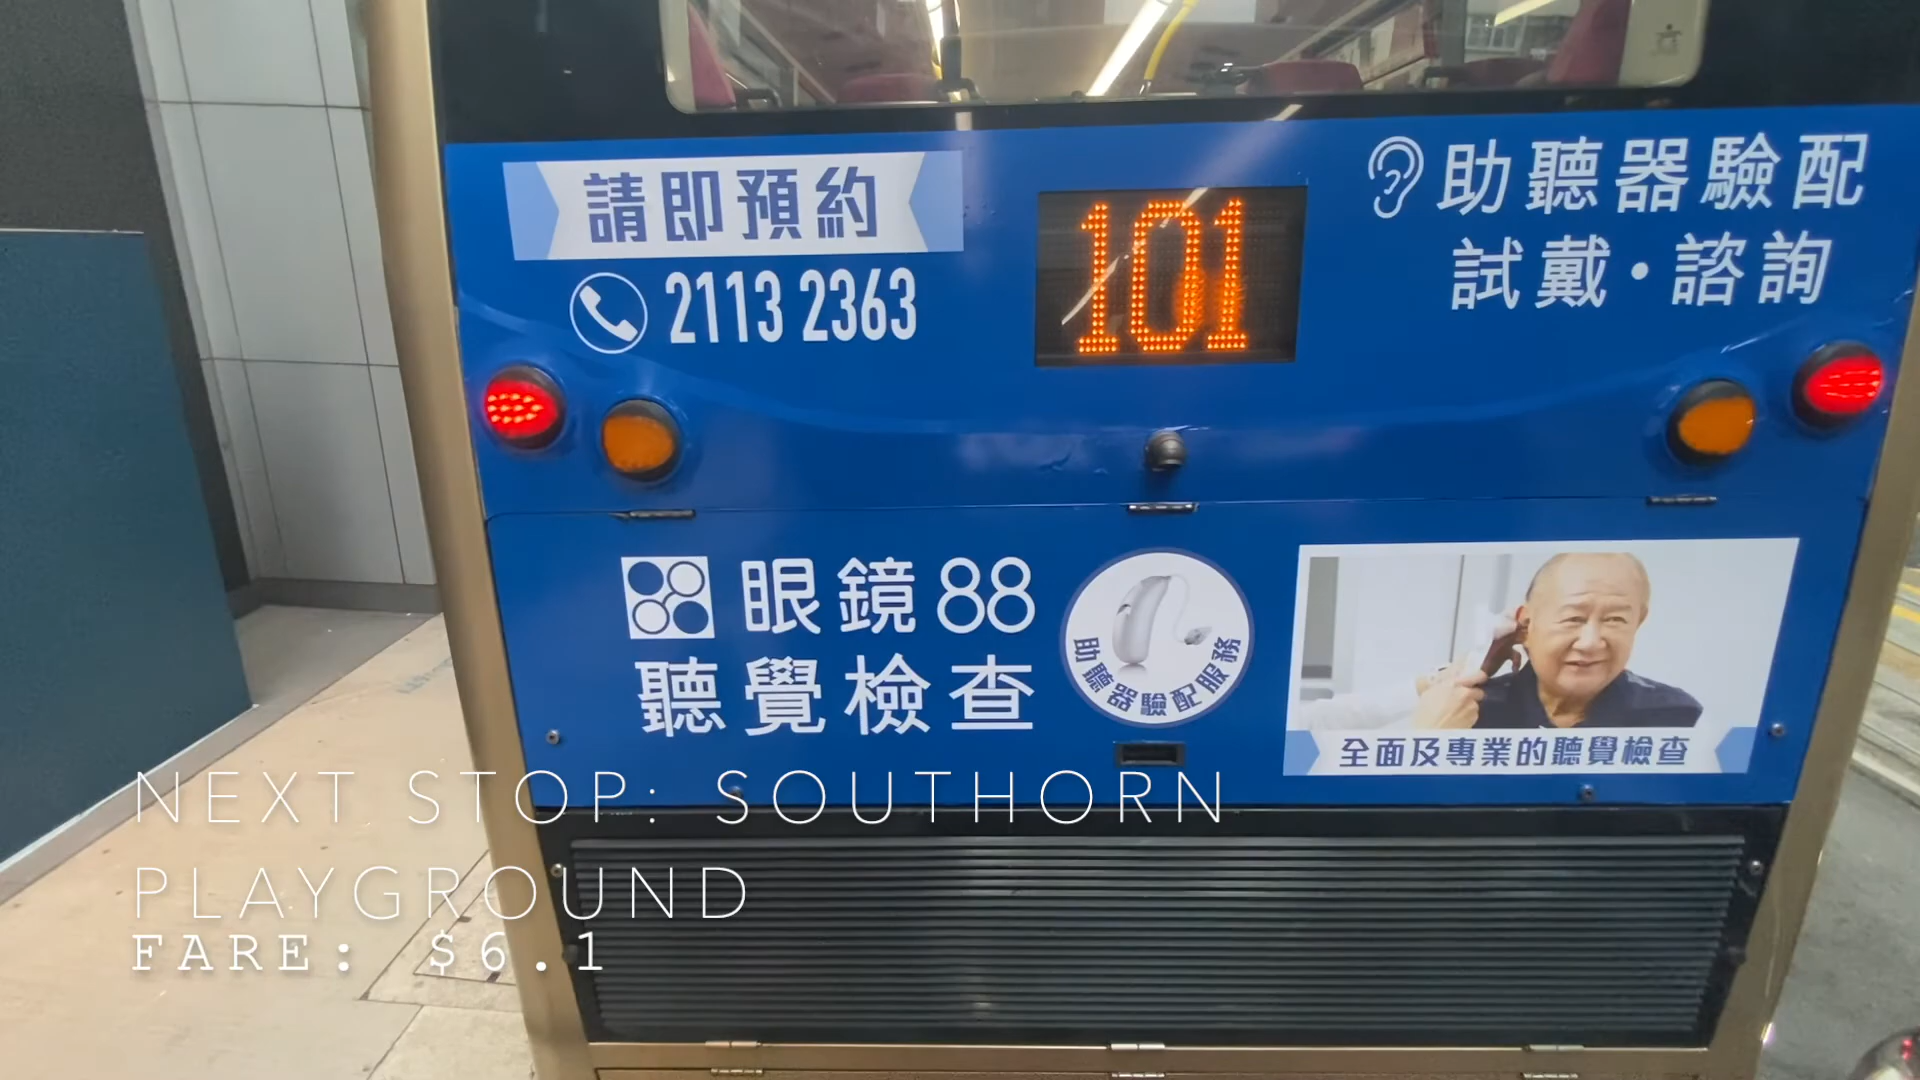 請即預約
2113 2363
101
助聽器驗配
試戴·諮詢
眼鏡88
聽覺檢查
助聽器驗配服務
全面及專業的聽覺檢查
NEXT STOP: SOUTHORN
PLAYGROUND
FARE: $6.1